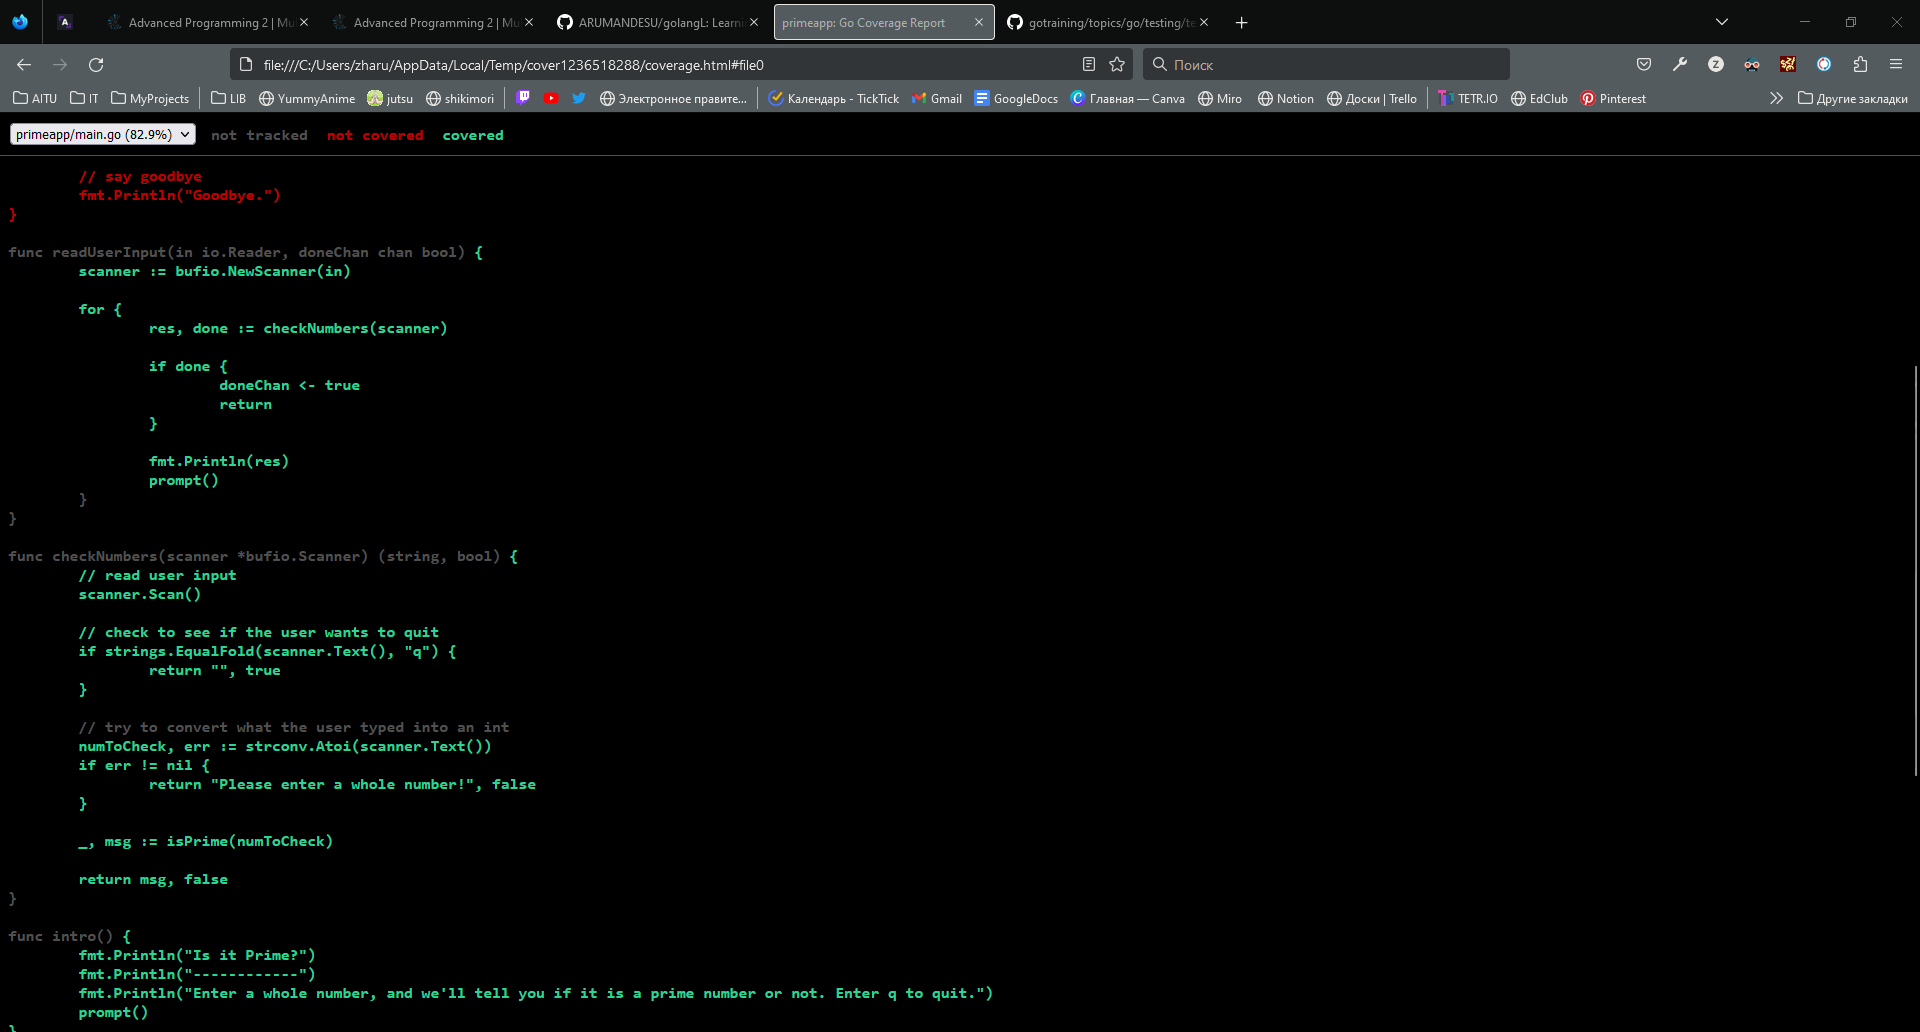 Advanced Programming 2 | Mu
Advanced Programming 2 | Mu
ARUMANDESU/golangL: Learni
primeapp: Go Coverage Report
gotraining/topics/go/testing/te
file:///C:/Users/zharu/AppData/Local/Temp/cover1236518288/coverage.html#file0
Поиск
AITU IT MyProjects LIB YummyAnime jutsu shikimori Электронное правите... Календарь - TickTick Gmail GoogleDocs Главная — Canva Miro Notion Доски | Trello TETR.IO EdClub Pinterest Другие закладки
primeapp/main.go (82.9%) not tracked not covered covered
// say goodbye
fmt.Println("Goodbye.")
}
func readUserInput(in io.Reader, doneChan chan bool) {
scanner := bufio.NewScanner(in)
for {
res, done := checkNumbers(scanner)
if done {
doneChan <- true
return
}
fmt.Println(res)
prompt()
}
}
func checkNumbers(scanner *bufio.Scanner) (string, bool) {
// read user input
scanner.Scan()
// check to see if the user wants to quit
if strings.EqualFold(scanner.Text(), "q") {
return "", true
}
// try to convert what the user typed into an int
numToCheck, err := strconv.Atoi(scanner.Text())
if err != nil {
return "Please enter a whole number!", false
}
_, msg := isPrime(numToCheck)
return msg, false
}
func intro() {
fmt.Println("Is it Prime?")
fmt.Println("------------")
fmt.Println("Enter a whole number, and we'll tell you if it is a prime number or not. Enter q to quit.")
prompt()
}